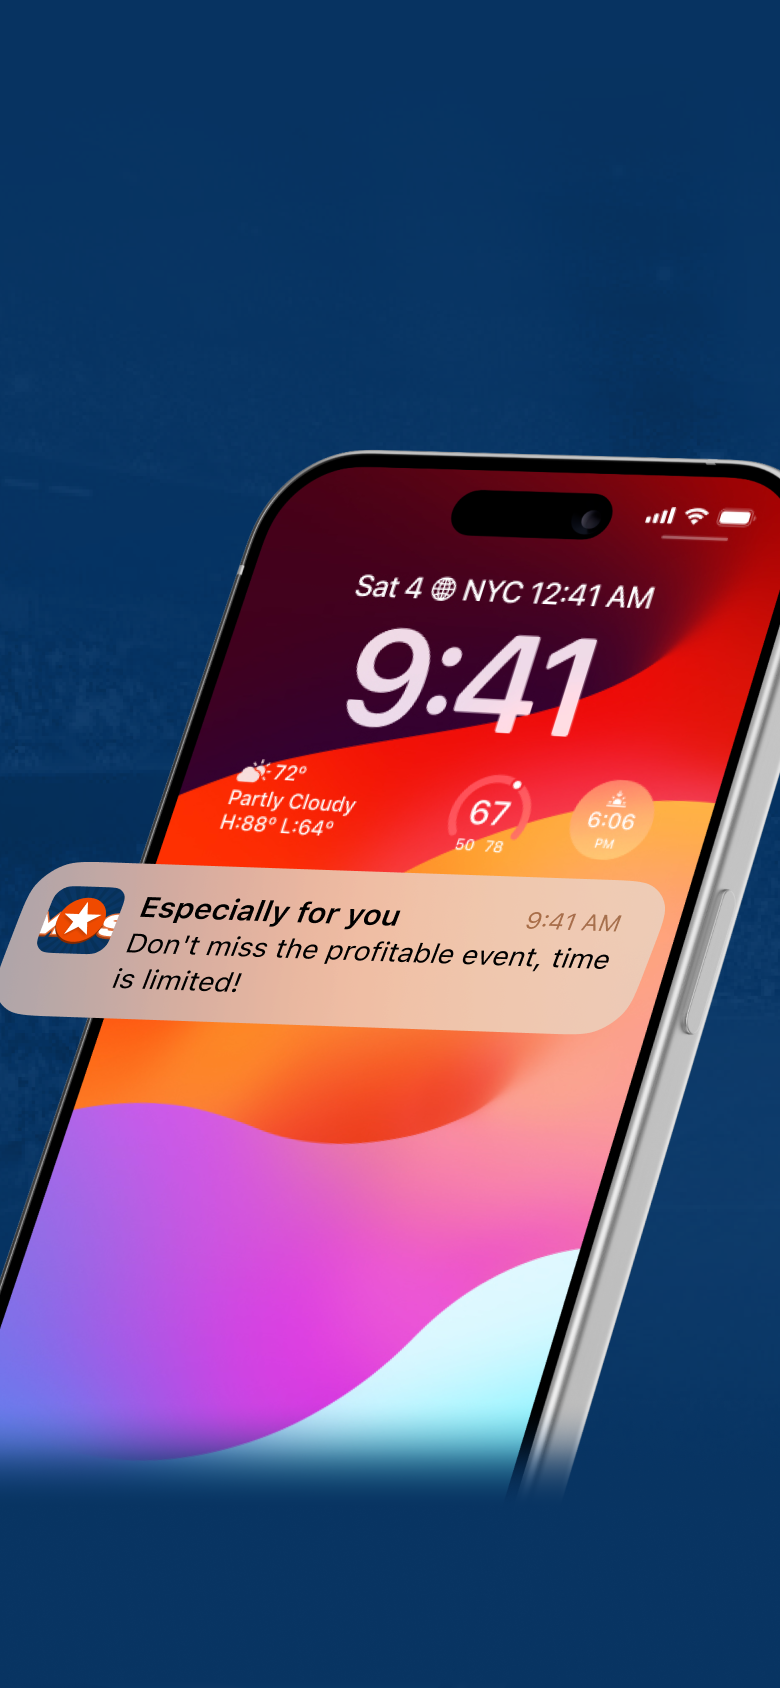 Sat 4 NYC 12:41 AM
9:41
72°
Partly Cloudy
H:88° L:64°
67
50 78
6:06
PM
Especially for you
9:41 AM
Don't miss the profitable event, time
is limited!